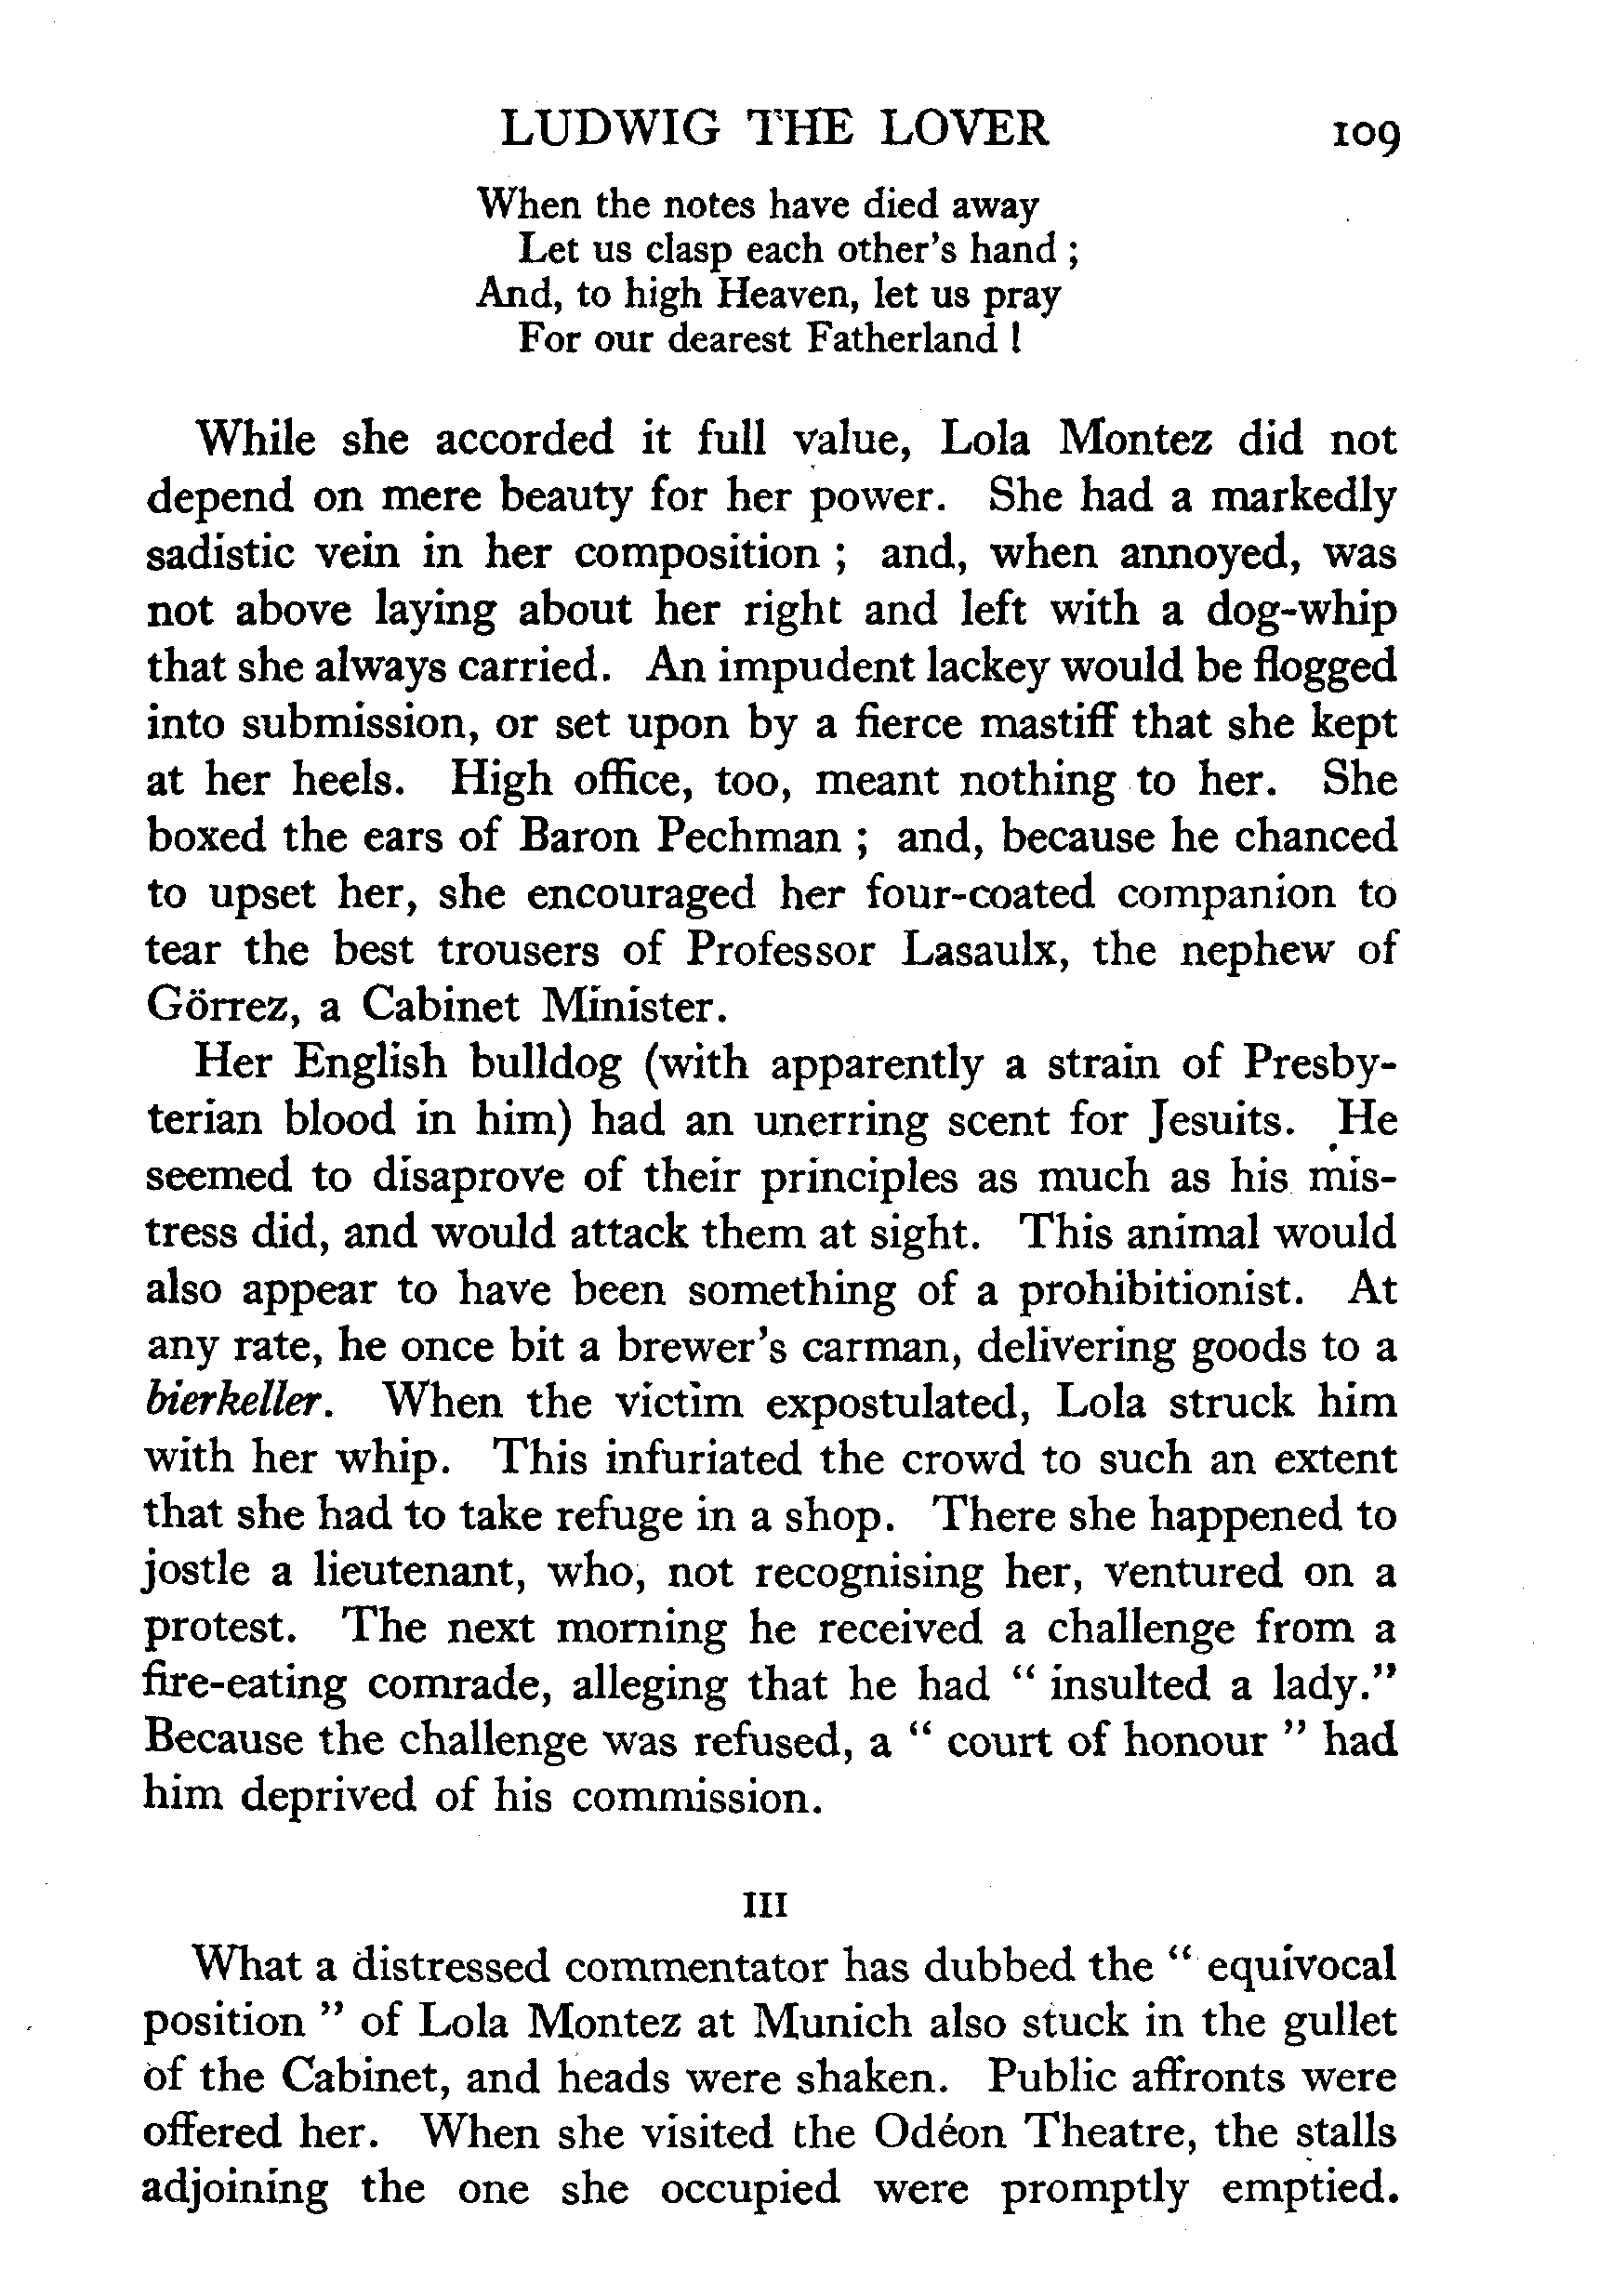 LUDWIG THE LOVER 109
When the notes have died away
Let us clasp each other's hand ;
And, to high Heaven, let us pray
For our dearest Fatherland !
While she accorded it full value, Lola Montez did not
depend on mere beauty for her power. She had a markedly
sadistic vein in her composition ; and, when annoyed, was
not above laying about her right and left with a dog-whip
that she always carried. An impudent lackey would be flogged
into submission, or set upon by a fierce mastiff that she kept
at her heels. High office, too, meant nothing to her. She
boxed the ears of Baron Pechman ; and, because he chanced
to upset her, she encouraged her four-coated companion to
tear the best trousers of Professor Lasaulx, the nephew of
Görrez, a Cabinet Minister.
Her English bulldog (with apparently a strain of Presby-
terian blood in him) had an unerring scent for Jesuits. He
seemed to disaprove of their principles as much as his mis-
tress did, and would attack them at sight. This animal would
also appear to have been something of a prohibitionist. At
any rate, he once bit a brewer's carman, delivering goods to a
bierkeller. When the victim expostulated, Lola struck him
with her whip. This infuriated the crowd to such an extent
that she had to take refuge in a shop. There she happened to
jostle a lieutenant, who, not recognising her, ventured on a
protest. The next morning he received a challenge from a
fire-eating comrade, alleging that he had " insulted a lady."
Because the challenge was refused, a " court of honour " had
him deprived of his commission.
III
What a distressed commentator has dubbed the " equivocal
position " of Lola Montez at Munich also stuck in the gullet
of the Cabinet, and heads were shaken. Public affronts were
offered her. When she visited the Odéon Theatre, the stalls
adjoining the one she occupied were promptly emptied.